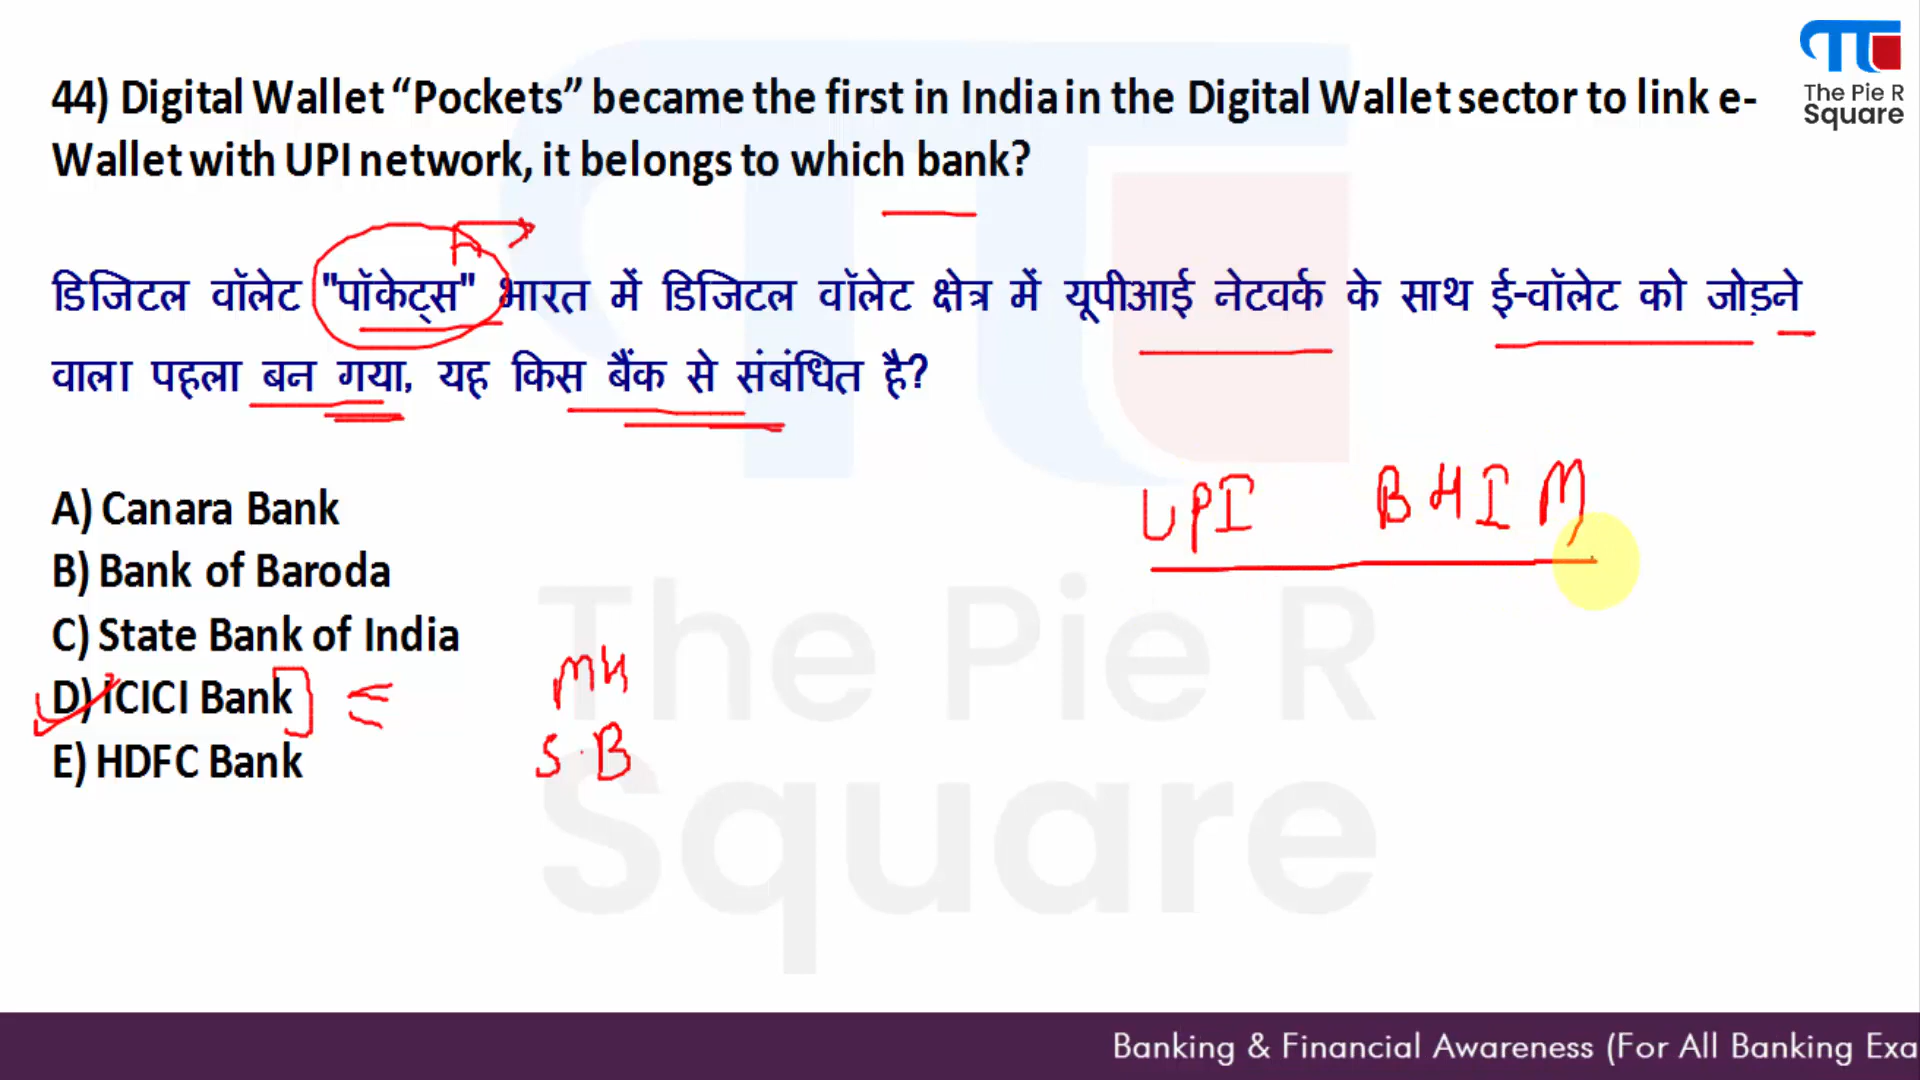 The Pie R
Square
44) Digital Wallet “Pockets” became the first in India in the Digital Wallet sector to link e-
Wallet with UPI network, it belongs to which bank?
डिजिटल वॉलेट "पॉकेट्स" भारत में डिजिटल वॉलेट क्षेत्र में यूपीआई नेटवर्क के साथ ई-वॉलेट को जोड़ने
वाला पहला बन गया, यह किस बैंक से संबंधित है?
UPI BHIM
A) Canara Bank
B) Bank of Baroda
C) State Bank of India
D) ICICI Bank
E) HDFC Bank
MH
S.B
The Pie R
Square
Banking & Financial Awareness (For All Banking Exa